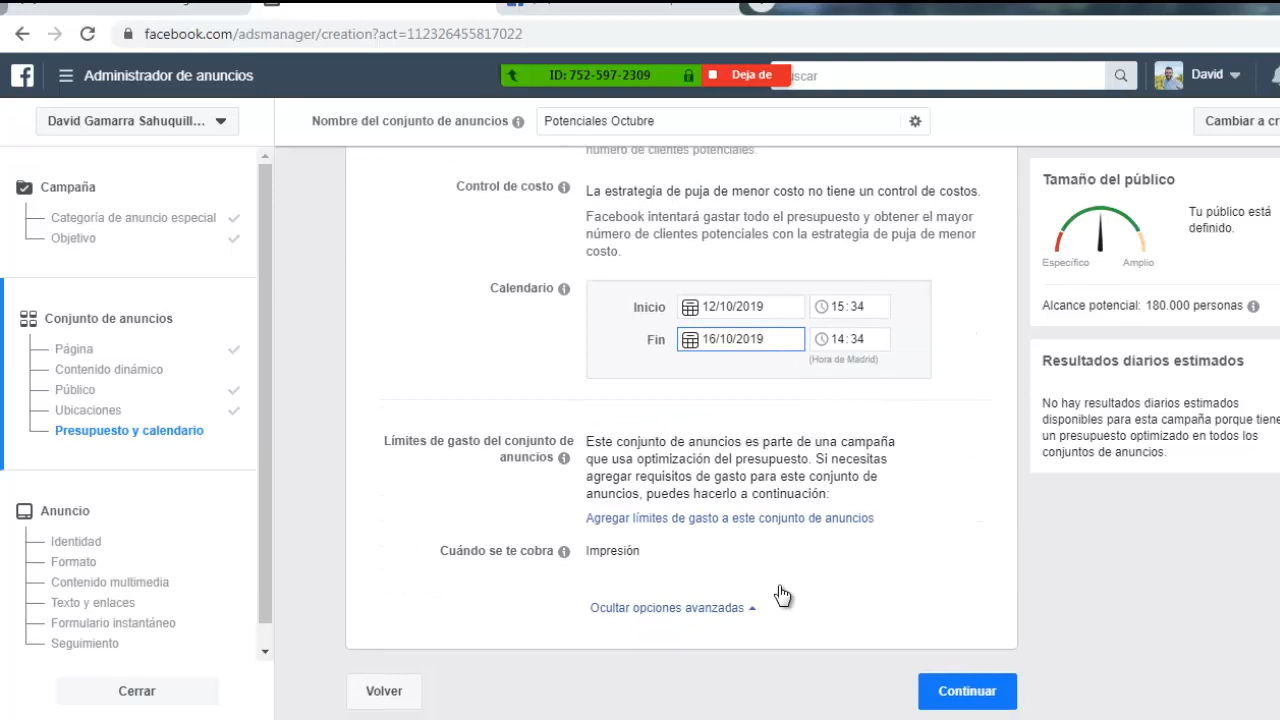 facebook.com/adsmanager/creation?act=112326455817022
Administrador de anuncios
ID: 752-597-2309
Deja de
uscar
David
David Gamarra Sahuquill...
Nombre del conjunto de anuncios
Potenciales Octubre
Cambiar a cr
Campaña
Categoría de anuncio especial
Objetivo
Conjunto de anuncios
Página
Contenido dinámico
Público
Ubicaciones
Presupuesto y calendario
Anuncio
Identidad
Formato
Contenido multimedia
Texto y enlaces
Formulario instantáneo
Seguimiento
Cerrar
número de clientes potenciales.
Control de costo
La estrategia de puja de menor costo no tiene un control de costos.
Facebook intentará gastar todo el presupuesto y obtener el mayor
número de clientes potenciales con la estrategia de puja de menor
costo.
Calendario
Inicio 12/10/2019 15:34
Fin 16/10/2019 14:34
(Hora de Madrid)
Límites de gasto del conjunto de
anuncios
Este conjunto de anuncios es parte de una campaña
que usa optimización del presupuesto. Si necesitas
agregar requisitos de gasto para este conjunto de
anuncios, puedes hacerlo a continuación:
Agregar límites de gasto a este conjunto de anuncios
Cuándo se te cobra
Impresión
Ocultar opciones avanzadas
Volver
Continuar
Tamaño del público
Tu público está
definido.
Específico
Amplio
Alcance potencial: 180.000 personas
Resultados diarios estimados
No hay resultados diarios estimados
disponibles para esta campaña porque tiene
un presupuesto optimizado en todos los
conjuntos de anuncios.